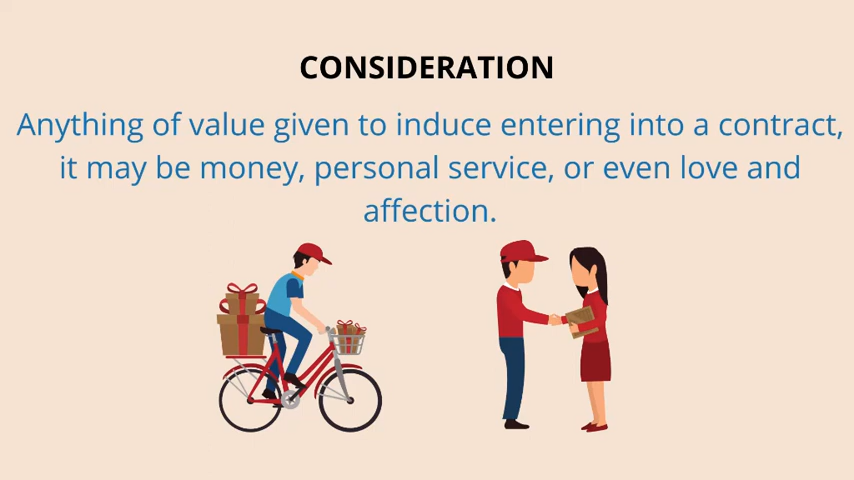 CONSIDERATION
Anything of value given to induce entering into a contract,
it may be money, personal service, or even love and
affection.